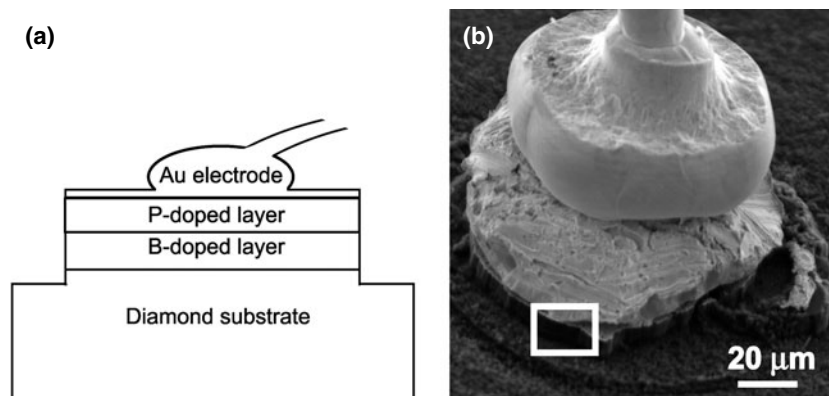 (a)
Au electrode
P-doped layer
B-doped layer
Diamond substrate
(b)
20 μm